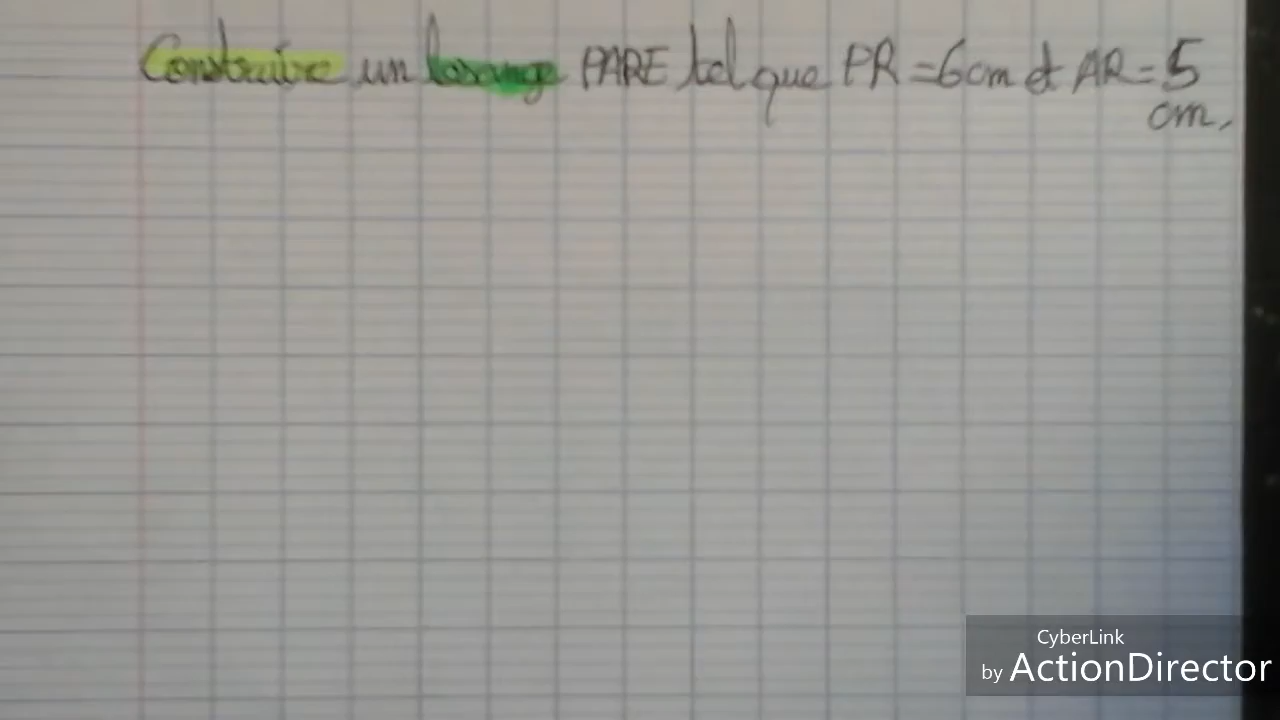 Construire un losange PARE tel que PR=6cm et AR=5
cm.
CyberLink
by ActionDirector